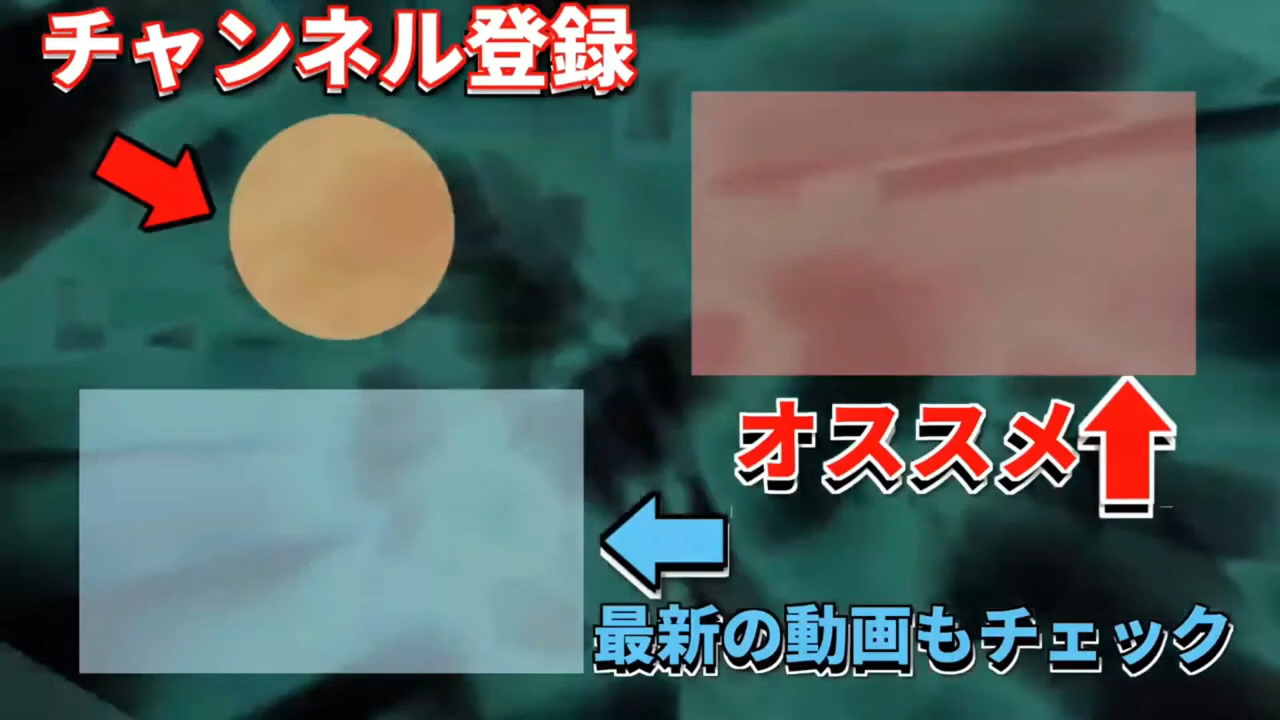 チャンネル登録
オススメ
最新の動画もチェック